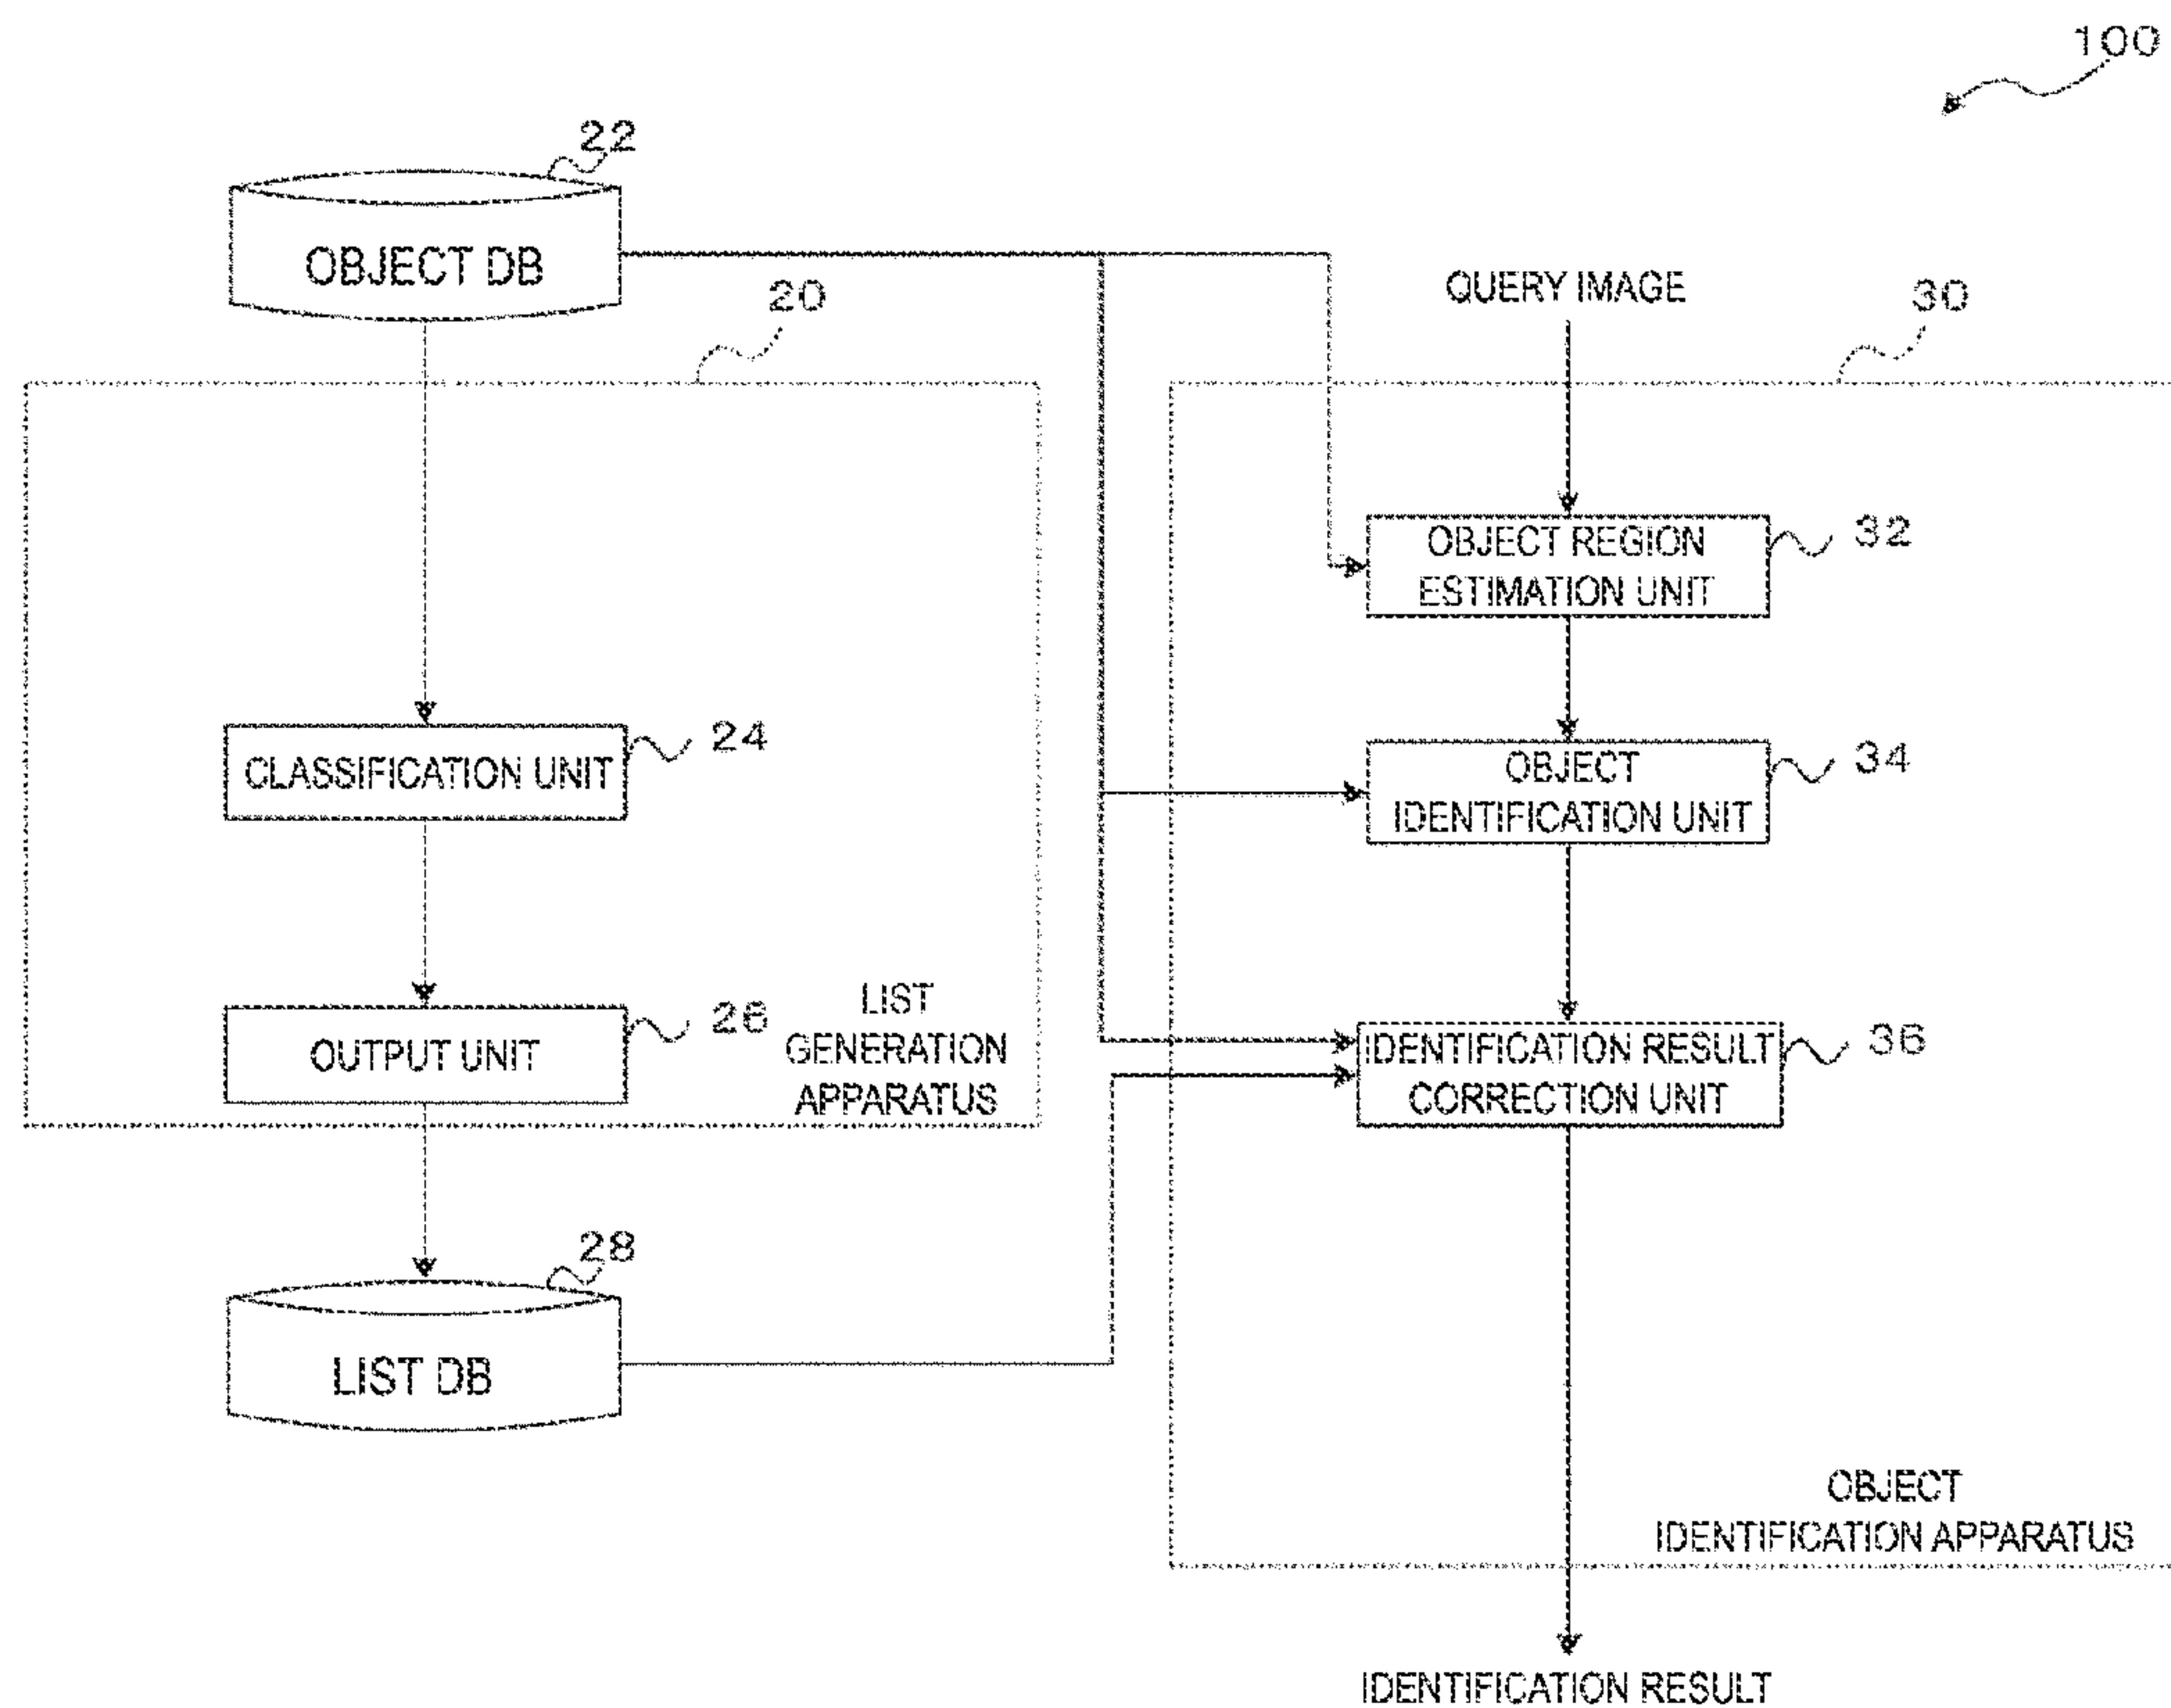 100
22
OBJECT DB
20
QUERY IMAGE
30
OBJECT REGION
ESTIMATION UNIT
32
24
CLASSIFICATION UNIT
OBJECT
IDENTIFICATION UNIT
34
26
OUTPUT UNIT
LIST
GENERATION
APPARATUS
IDENTIFICATION RESULT
CORRECTION UNIT
36
28
LIST DB
OBJECT
IDENTIFICATION APPARATUS
IDENTIFICATION RESULT